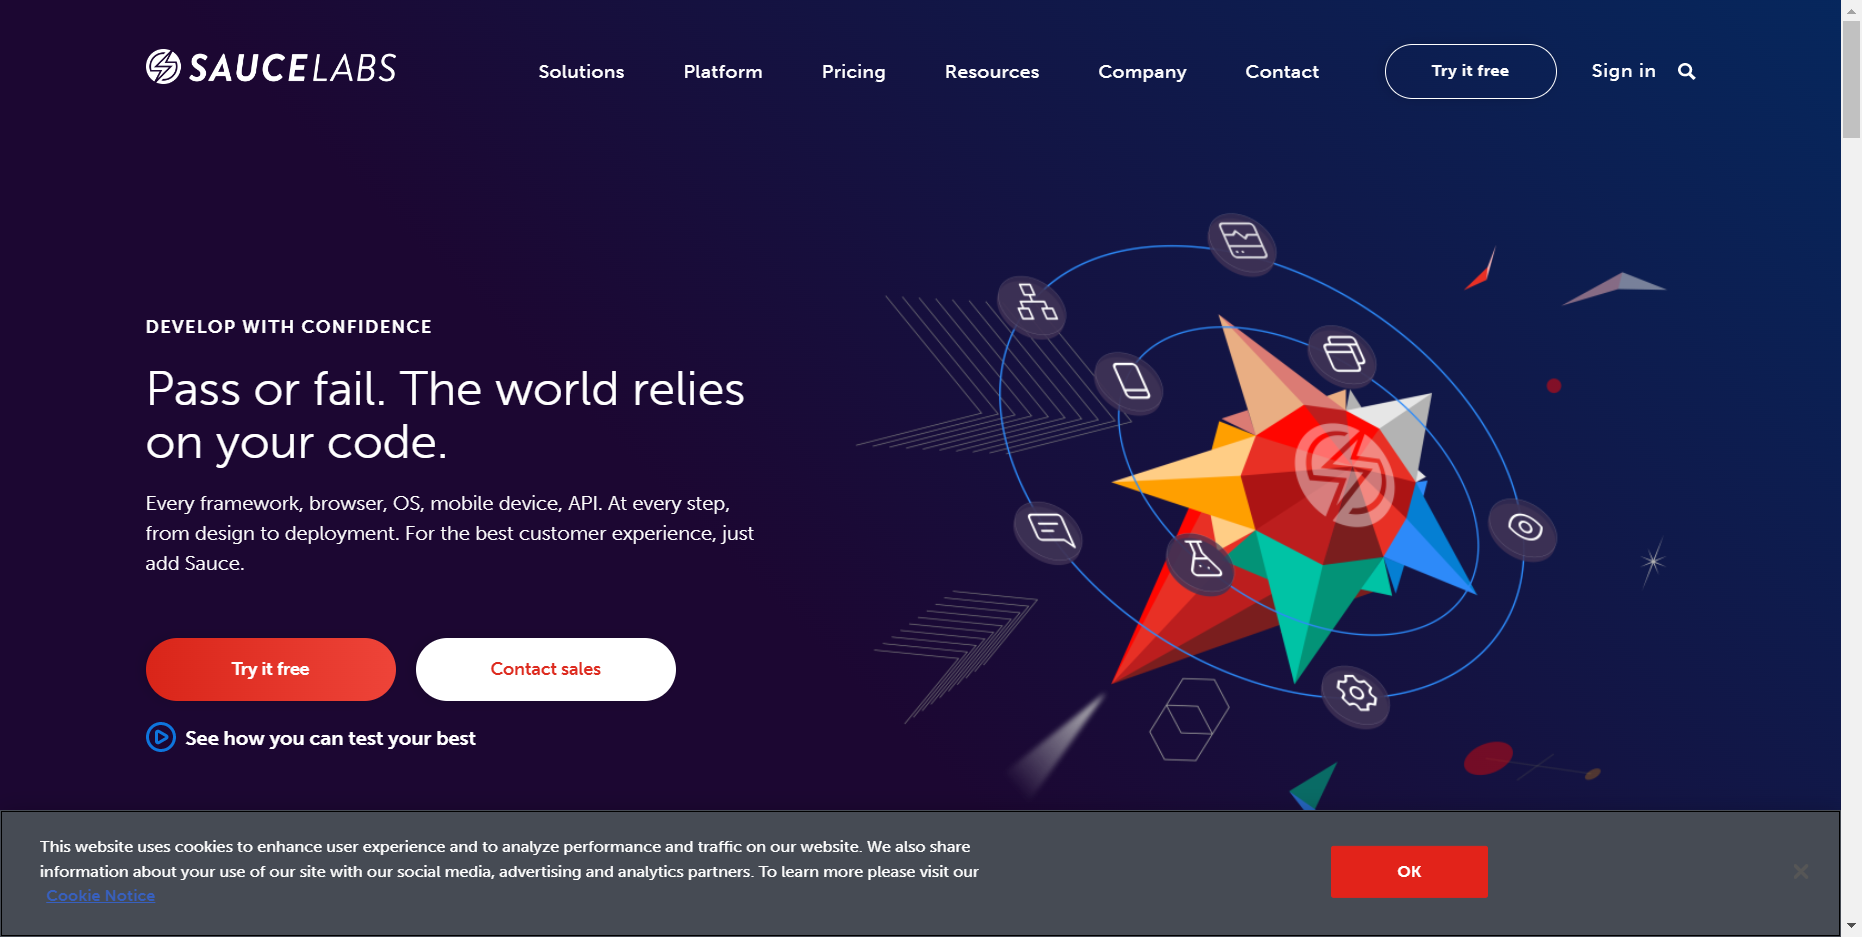 SAUCELABS
Solutions
Platform
Pricing
Resources
Company
Contact
Try it free
Sign in
DEVELOP WITH CONFIDENCE
Pass or fail. The world relies
on your code.
Every framework, browser, OS, mobile device, API. At every step,
from design to deployment. For the best customer experience, just
add Sauce.
Try it free
Contact sales
See how you can test your best
This website uses cookies to enhance user experience and to analyze performance and traffic on our website. We also share
information about your use of our site with our social media, advertising and analytics partners. To learn more please visit our
Cookie Notice
OK